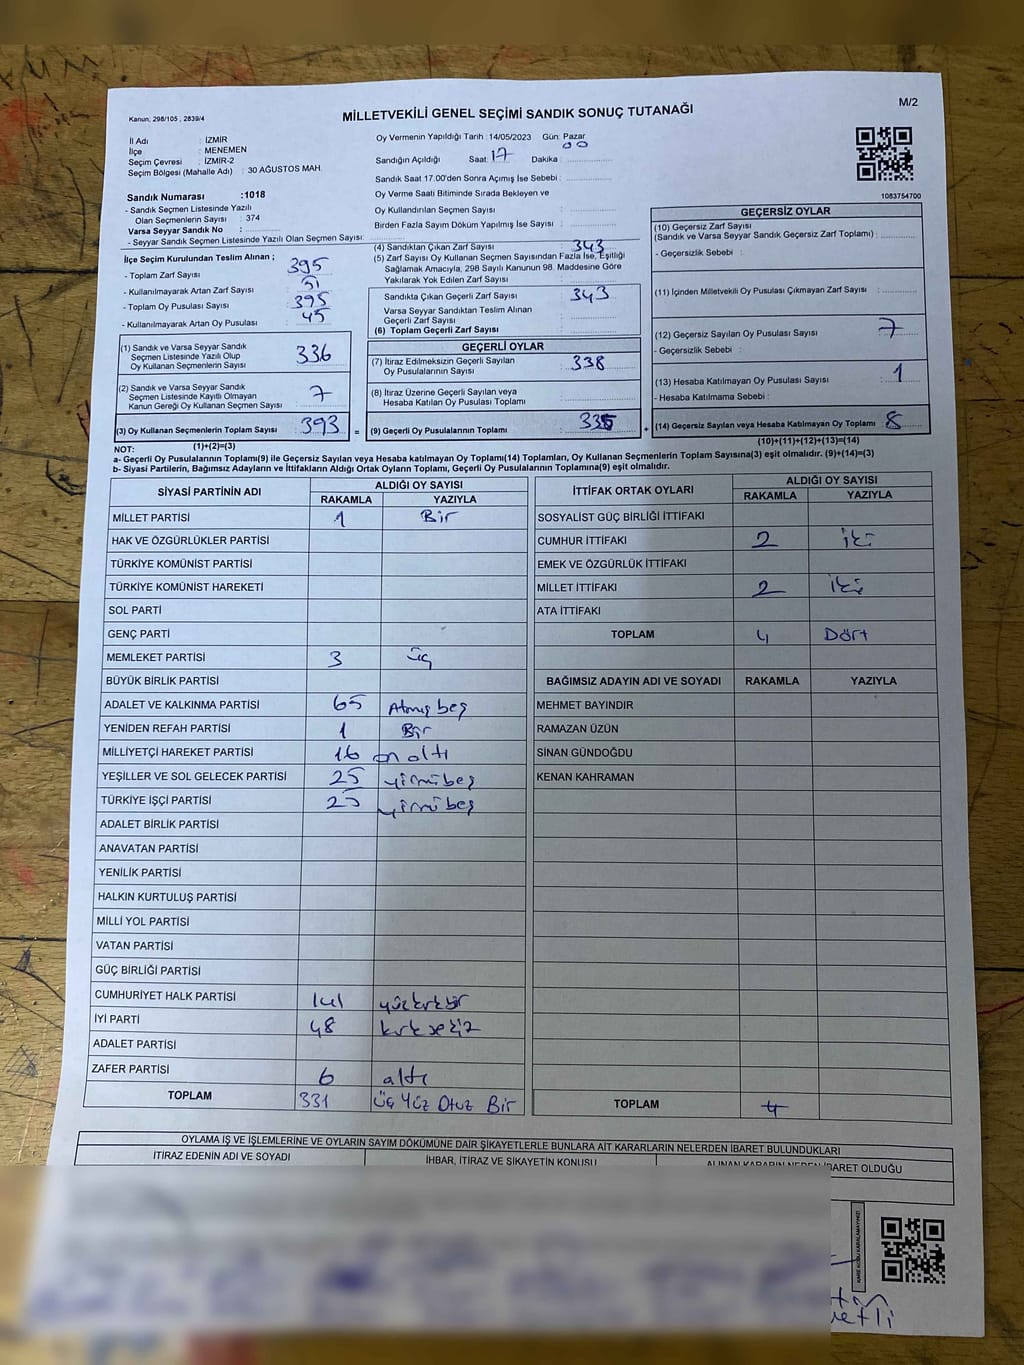 M/2
Kanun; 298/105 , 2839/4
MİLLETVEKİLİ GENEL SEÇİMİ SANDIK SONUÇ TUTANAĞI
İl Adı : İZMİR
İlçe : MENEMEN
Seçim Çevresi : İZMİR-2
Seçim Bölgesi (Mahalle Adı) : 30 AĞUSTOS MAH.
Sandık Numarası :1018
- Sandık Seçmen Listesinde Yazılı
Olan Seçmenlerin Sayısı : 374
Varsa Seyyar Sandık No :
- Seyyar Sandık Seçmen Listesinde Yazılı Olan Seçmen Sayısı:
İlçe Seçim Kurulundan Teslim Alınan ;
- Toplam Zarf Sayısı : 395
- Kullanılmayarak Artan Zarf Sayısı : 51
- Toplam Oy Pusulası Sayısı : 395
- Kullanılmayarak Artan Oy Pusulası : 45
(1) Sandık ve Varsa Seyyar Sandık
Seçmen Listesinde Yazılı Olup
Oy Kullanan Seçmenlerin Sayısı : 336
(2) Sandık ve Varsa Seyyar Sandık
Seçmen Listesinde Kayıtlı Olmayan
Kanun Gereği Oy Kullanan Seçmen Sayısı : 7
(3) Oy Kullanan Seçmenlerin Toplam Sayısı : 393
(1)+(2)=(3)
Oy Vermenin Yapıldığı Tarih : 14/05/2023 Gün: Pazar
Sandığın Açıldığı Saat: 17 Dakika : 00
Sandık Saat 17.00'den Sonra Açımış İse Sebebi :
Oy Verme Saati Bitiminde Sırada Bekleyen ve
Oy Kullandırılan Seçmen Sayısı :
Birden Fazla Sayım Döküm Yapılmış İse Sayısı :
(4) Sandıktan Çıkan Zarf Sayısı : 343
(5) Zarf Sayısı Oy Kullanan Seçmen Sayısından Fazla İse, Eşitliği
Sağlamak Amacıyla, 298 Sayılı Kanunun 98. Maddesine Göre
Yakılarak Yok Edilen Zarf Sayısı :
Sandıkta Çıkan Geçerli Zarf Sayısı : 343
Varsa Seyyar Sandıktan Teslim Alınan
Geçerli Zarf Sayısı :
(6) Toplam Geçerli Zarf Sayısı :
GEÇERLİ OYLAR
(7) İtiraz Edilmeksizin Geçerli Sayılan
Oy Pusulalarının Sayısı : 338
(8) İtiraz Üzerine Geçerli Sayılan veya
Hesaba Katılan Oy Pusulası Toplamı :
= (9) Geçerli Oy Pusulalarının Toplamı : 335 +
1083754700
GEÇERSİZ OYLAR
(10) Geçersiz Zarf Sayısı
(Sandık ve Varsa Seyyar Sandık Geçersiz Zarf Toplamı) :
- Geçersizlik Sebebi :
(11) İçinden Milletvekili Oy Pusulası Çıkmayan Zarf Sayısı :
(12) Geçersiz Sayılan Oy Pusulası Sayısı : 7
- Geçersizlik Sebebi :
(13) Hesaba Katılmayan Oy Pusulası Sayısı : 1
- Hesaba Katılmama Sebebi :
(14) Geçersiz Sayılan veya Hesaba Katılmayan Oy Toplamı : 8
(10)+(11)+(12)+(13)=(14)
NOT:
a- Geçerli Oy Pusulalarının Toplamı(9) ile Geçersiz Sayılan veya Hesaba katılmayan Oy Toplamı(14) Toplamları, Oy Kullanan Seçmenlerin Toplam Sayısına(3) eşit olmalıdır. (9)+(14)=(3)
b- Siyasi Partilerin, Bağımsız Adayların ve İttifakların Aldığı Ortak Oyların Toplamı, Geçerli Oy Pusulalarının Toplamına(9) eşit olmalıdır.
SİYASİ PARTİNİN ADI ALDIĞI OY SAYISI
RAKAMLA YAZIYLA
MİLLET PARTİSİ 1 Bir
HAK VE ÖZGÜRLÜKLER PARTİSİ
TÜRKİYE KOMÜNİST PARTİSİ
TÜRKİYE KOMÜNİST HAREKETİ
SOL PARTİ
GENÇ PARTİ
MEMLEKET PARTİSİ 3 üç
BÜYÜK BİRLİK PARTİSİ
ADALET VE KALKINMA PARTİSİ 65 Atmış beş
YENİDEN REFAH PARTİSİ 1 Bir
MİLLİYETÇİ HAREKET PARTİSİ 16 on altı
YEŞİLLER VE SOL GELECEK PARTİSİ 25 yirmibeş
TÜRKİYE İŞÇİ PARTİSİ 25 yirmibeş
ADALET BİRLİK PARTİSİ
ANAVATAN PARTİSİ
YENİLİK PARTİSİ
HALKIN KURTULUŞ PARTİSİ
MİLLİ YOL PARTİSİ
VATAN PARTİSİ
GÜÇ BİRLİĞİ PARTİSİ
CUMHURİYET HALK PARTİSİ 141 yüzkırkbir
İYİ PARTİ 48 kırksekiz
ADALET PARTİSİ
ZAFER PARTİSİ 6 altı
TOPLAM 331 üç Yüz Otuz Bir
İTTİFAK ORTAK OYLARI ALDIĞI OY SAYISI
RAKAMLA YAZIYLA
SOSYALİST GÜÇ BİRLİĞİ İTTİFAKI
CUMHUR İTTİFAKI 2 iki
EMEK VE ÖZGÜRLÜK İTTİFAKI
MİLLET İTTİFAKI 2 iki
ATA İTTİFAKI
TOPLAM 4 Dört
BAĞIMSIZ ADAYIN ADI VE SOYADI RAKAMLA YAZIYLA
MEHMET BAYINDIR
RAMAZAN ÜZÜN
SİNAN GÜNDOĞDU
KENAN KAHRAMAN
TOPLAM 4
OYLAMA İŞ VE İŞLEMLERİNE VE OYLARIN SAYIM DÖKÜMÜNE DAİR ŞİKAYETLERLE BUNLARA AİT KARARLARIN NELERDEN İBARET BULUNDUKLARI
İTİRAZ EDENİN ADI VE SOYADI İHBAR, İTİRAZ VE ŞİKAYETİN KONUSU ALINAN KARARIN NEDEN İBARET OLDUĞU
KARE KODU KARALAMAYINIZ!